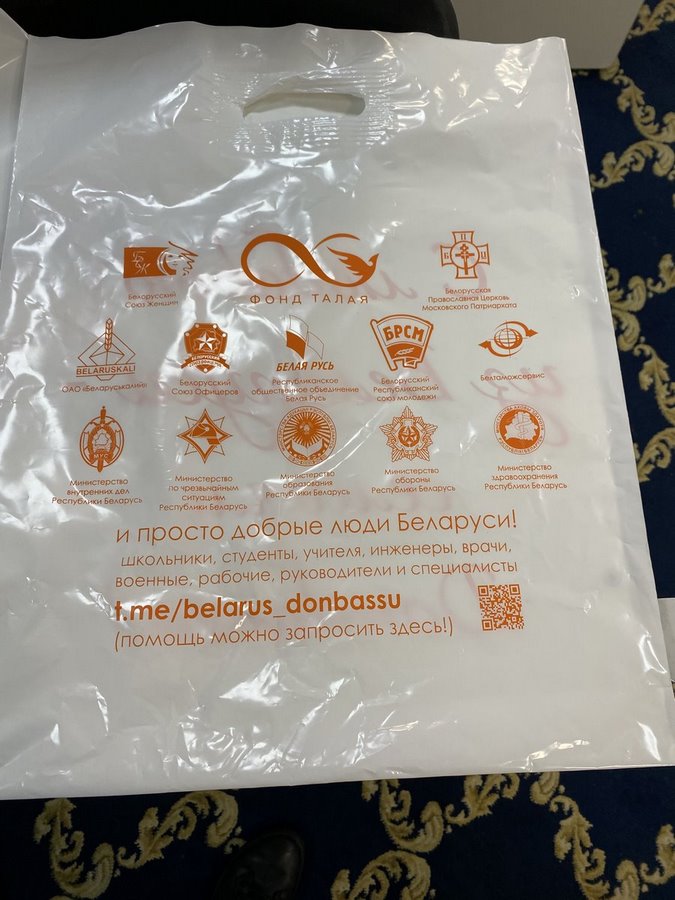 ФОНД ТАЛАЯ
Белорусский
Союз Женщин
Б Н
Б Ц
Белорусская
Православная Церковь
Московского Патриархата
BELARUSKALI
ОАО «Беларуськалий»
БЕЛОРУССКИЙ
Белорусский
Союз Офицеров
БЕЛАЯ РУСЬ
Республиканское
общественное объединение
Белая Русь
БРСМ
Белорусский
Республиканский
союз молодежи
Белтаможсервис
Министерство
внутренних дел
Республики Беларусь
Министерство
по чрезвычайным
ситуациям
Республики Беларусь
Министерство
образования
Республики Беларусь
Министерство
обороны
Республики Беларусь
Министерство
здравоохранения
Республики Беларусь
и просто добрые люди Беларуси!
школьники, студенты, учителя, инженеры, врачи,
военные, рабочие, руководители и специалисты
t.me/belarus_donbassu
(помощь можно запросить здесь!)